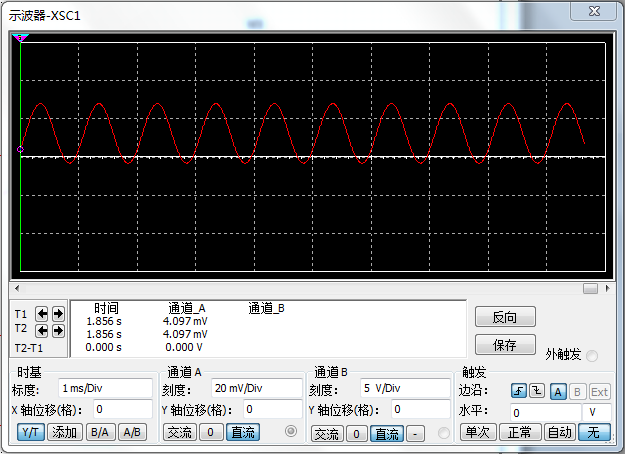 示波器-XSC1
时间 通道_A 通道_B
T1 1.856 s 4.097 mV
T2 1.856 s 4.097 mV
T2-T1 0.000 s 0.000 V
反向
保存
外触发
时基 通道A 通道B 触发
标度： 1 ms/Div 刻度： 20 mV/Div 刻度： 5 V/Div 边沿： A B Ext
X 轴位移(格)： 0 Y 轴位移(格)： 0 Y 轴位移(格)： 0 水平： 0 V
Y/T 添加 B/A A/B 交流 0 直流 交流 0 直流 - 单次 正常 自动 无